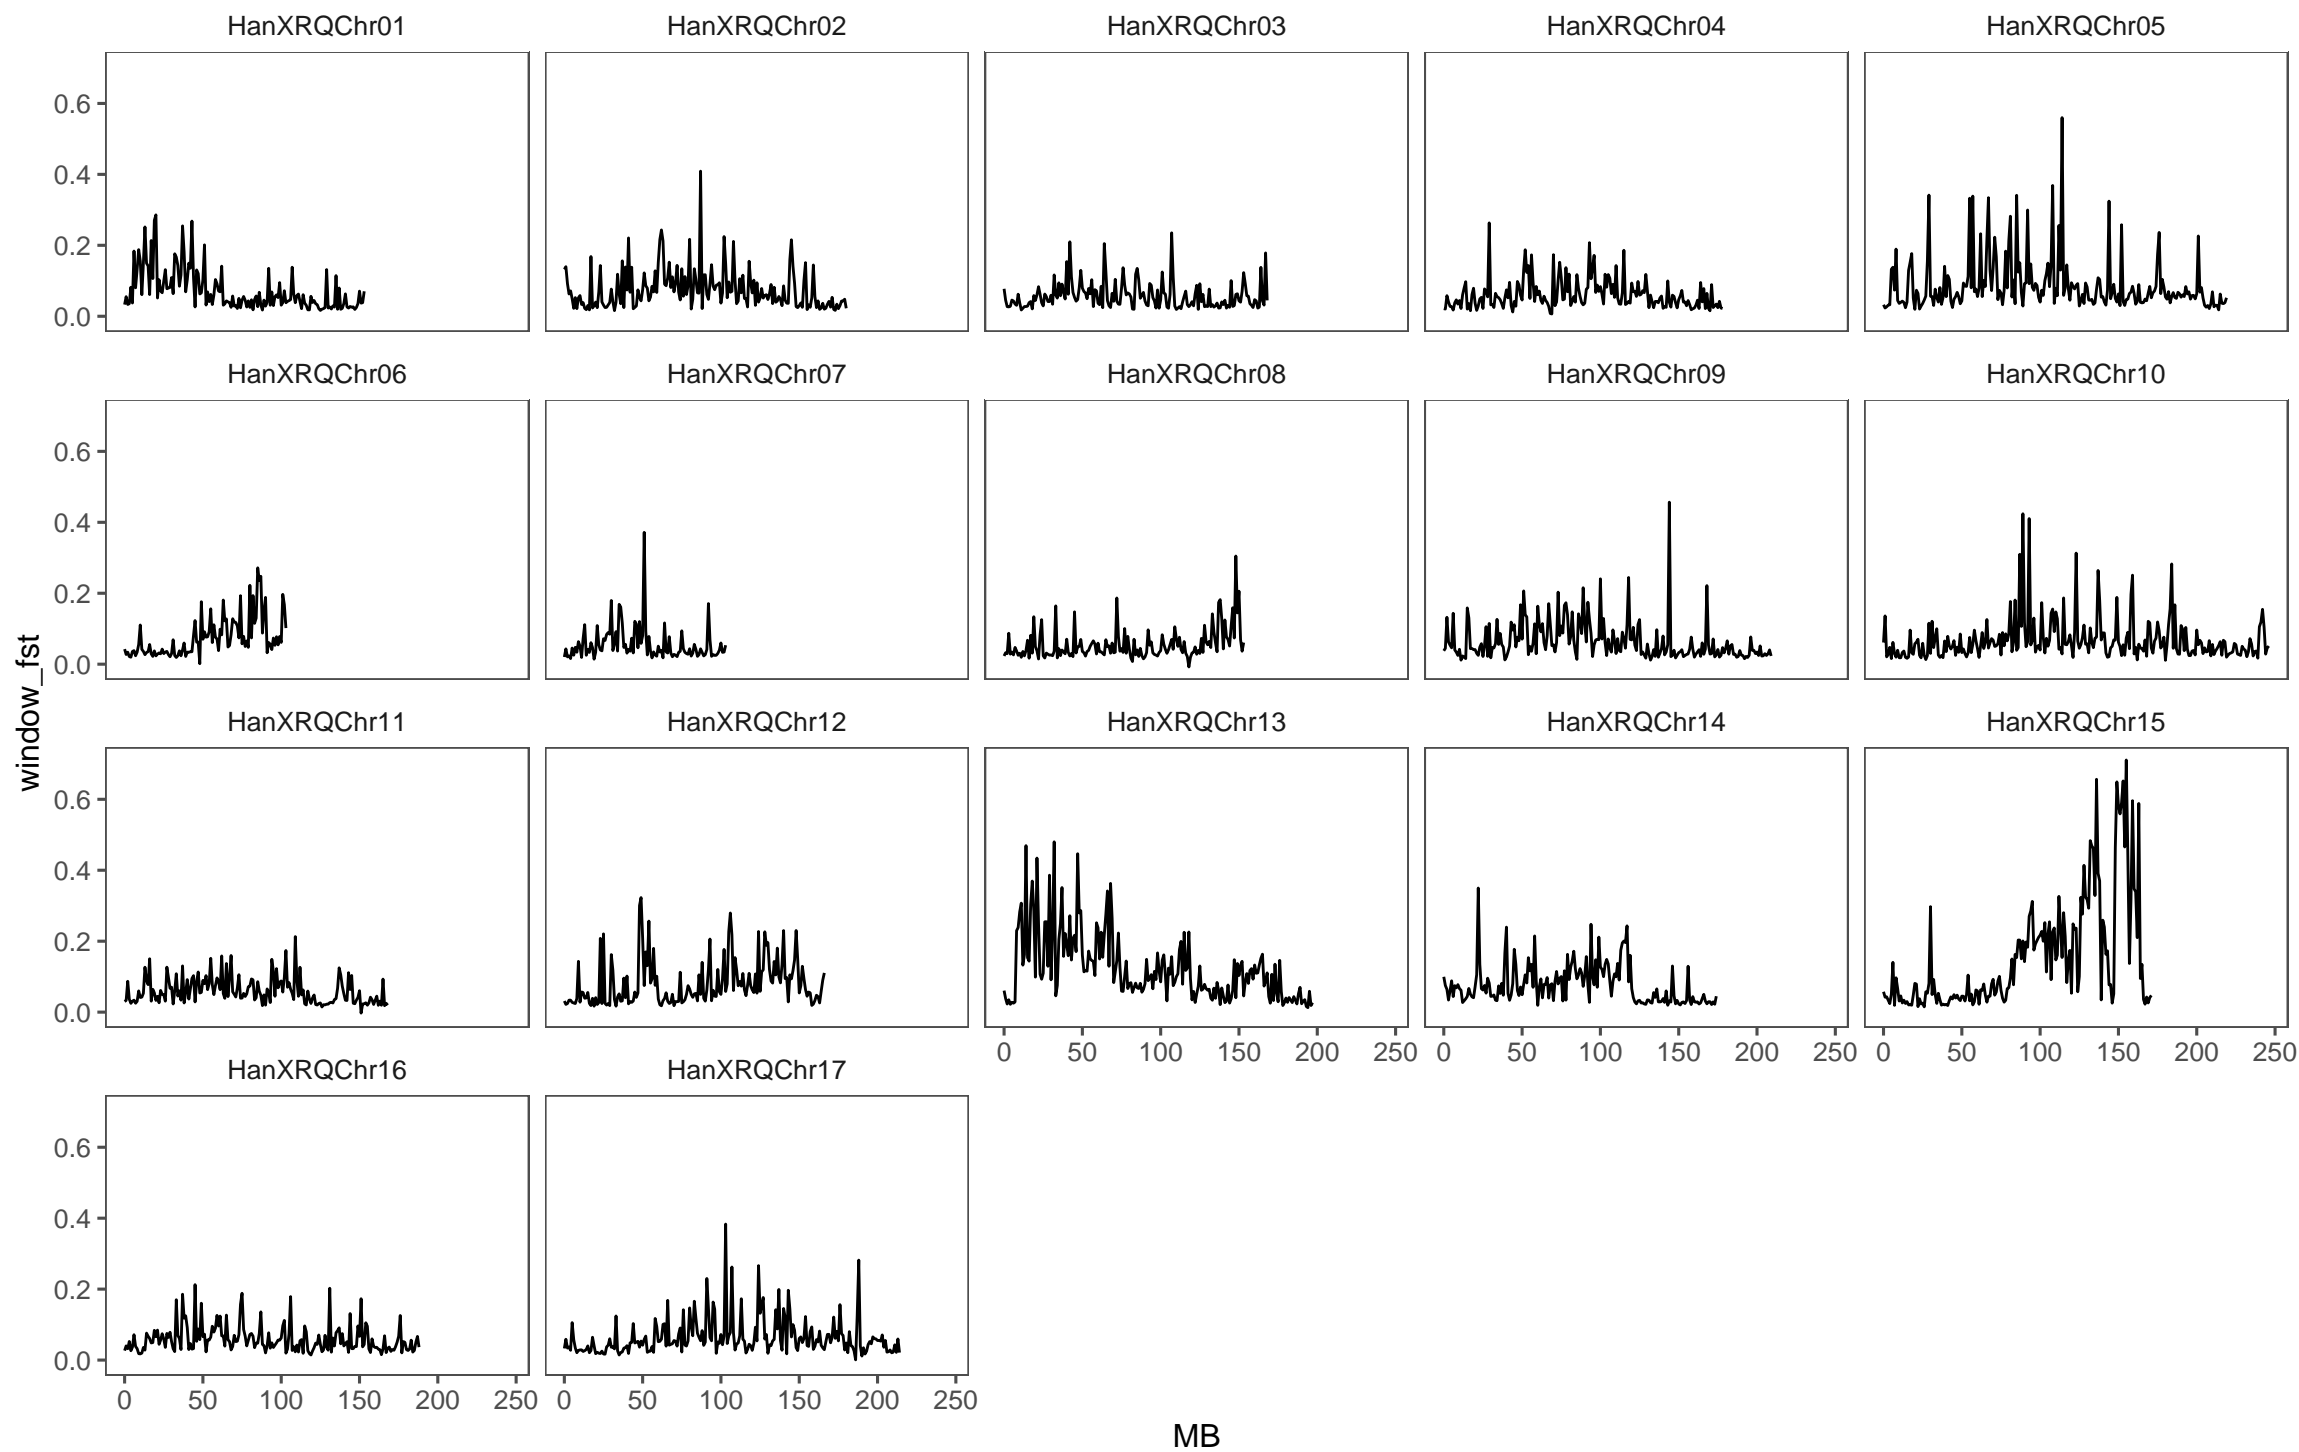 HanXRQChr01 HanXRQChr02 HanXRQChr03 HanXRQChr04 HanXRQChr05
0.6
0.4
0.2
0.0
HanXRQChr06 HanXRQChr07 HanXRQChr08 HanXRQChr09 HanXRQChr10
0.6
0.4
0.2
0.0
window_fst
HanXRQChr11 HanXRQChr12 HanXRQChr13 HanXRQChr14 HanXRQChr15
0.6
0.4
0.2
0.0
0 50 100 150 200 250 0 50 100 150 200 250 0 50 100 150 200 250
HanXRQChr16 HanXRQChr17
0.6
0.4
0.2
0.0
0 50 100 150 200 250 0 50 100 150 200 250
MB